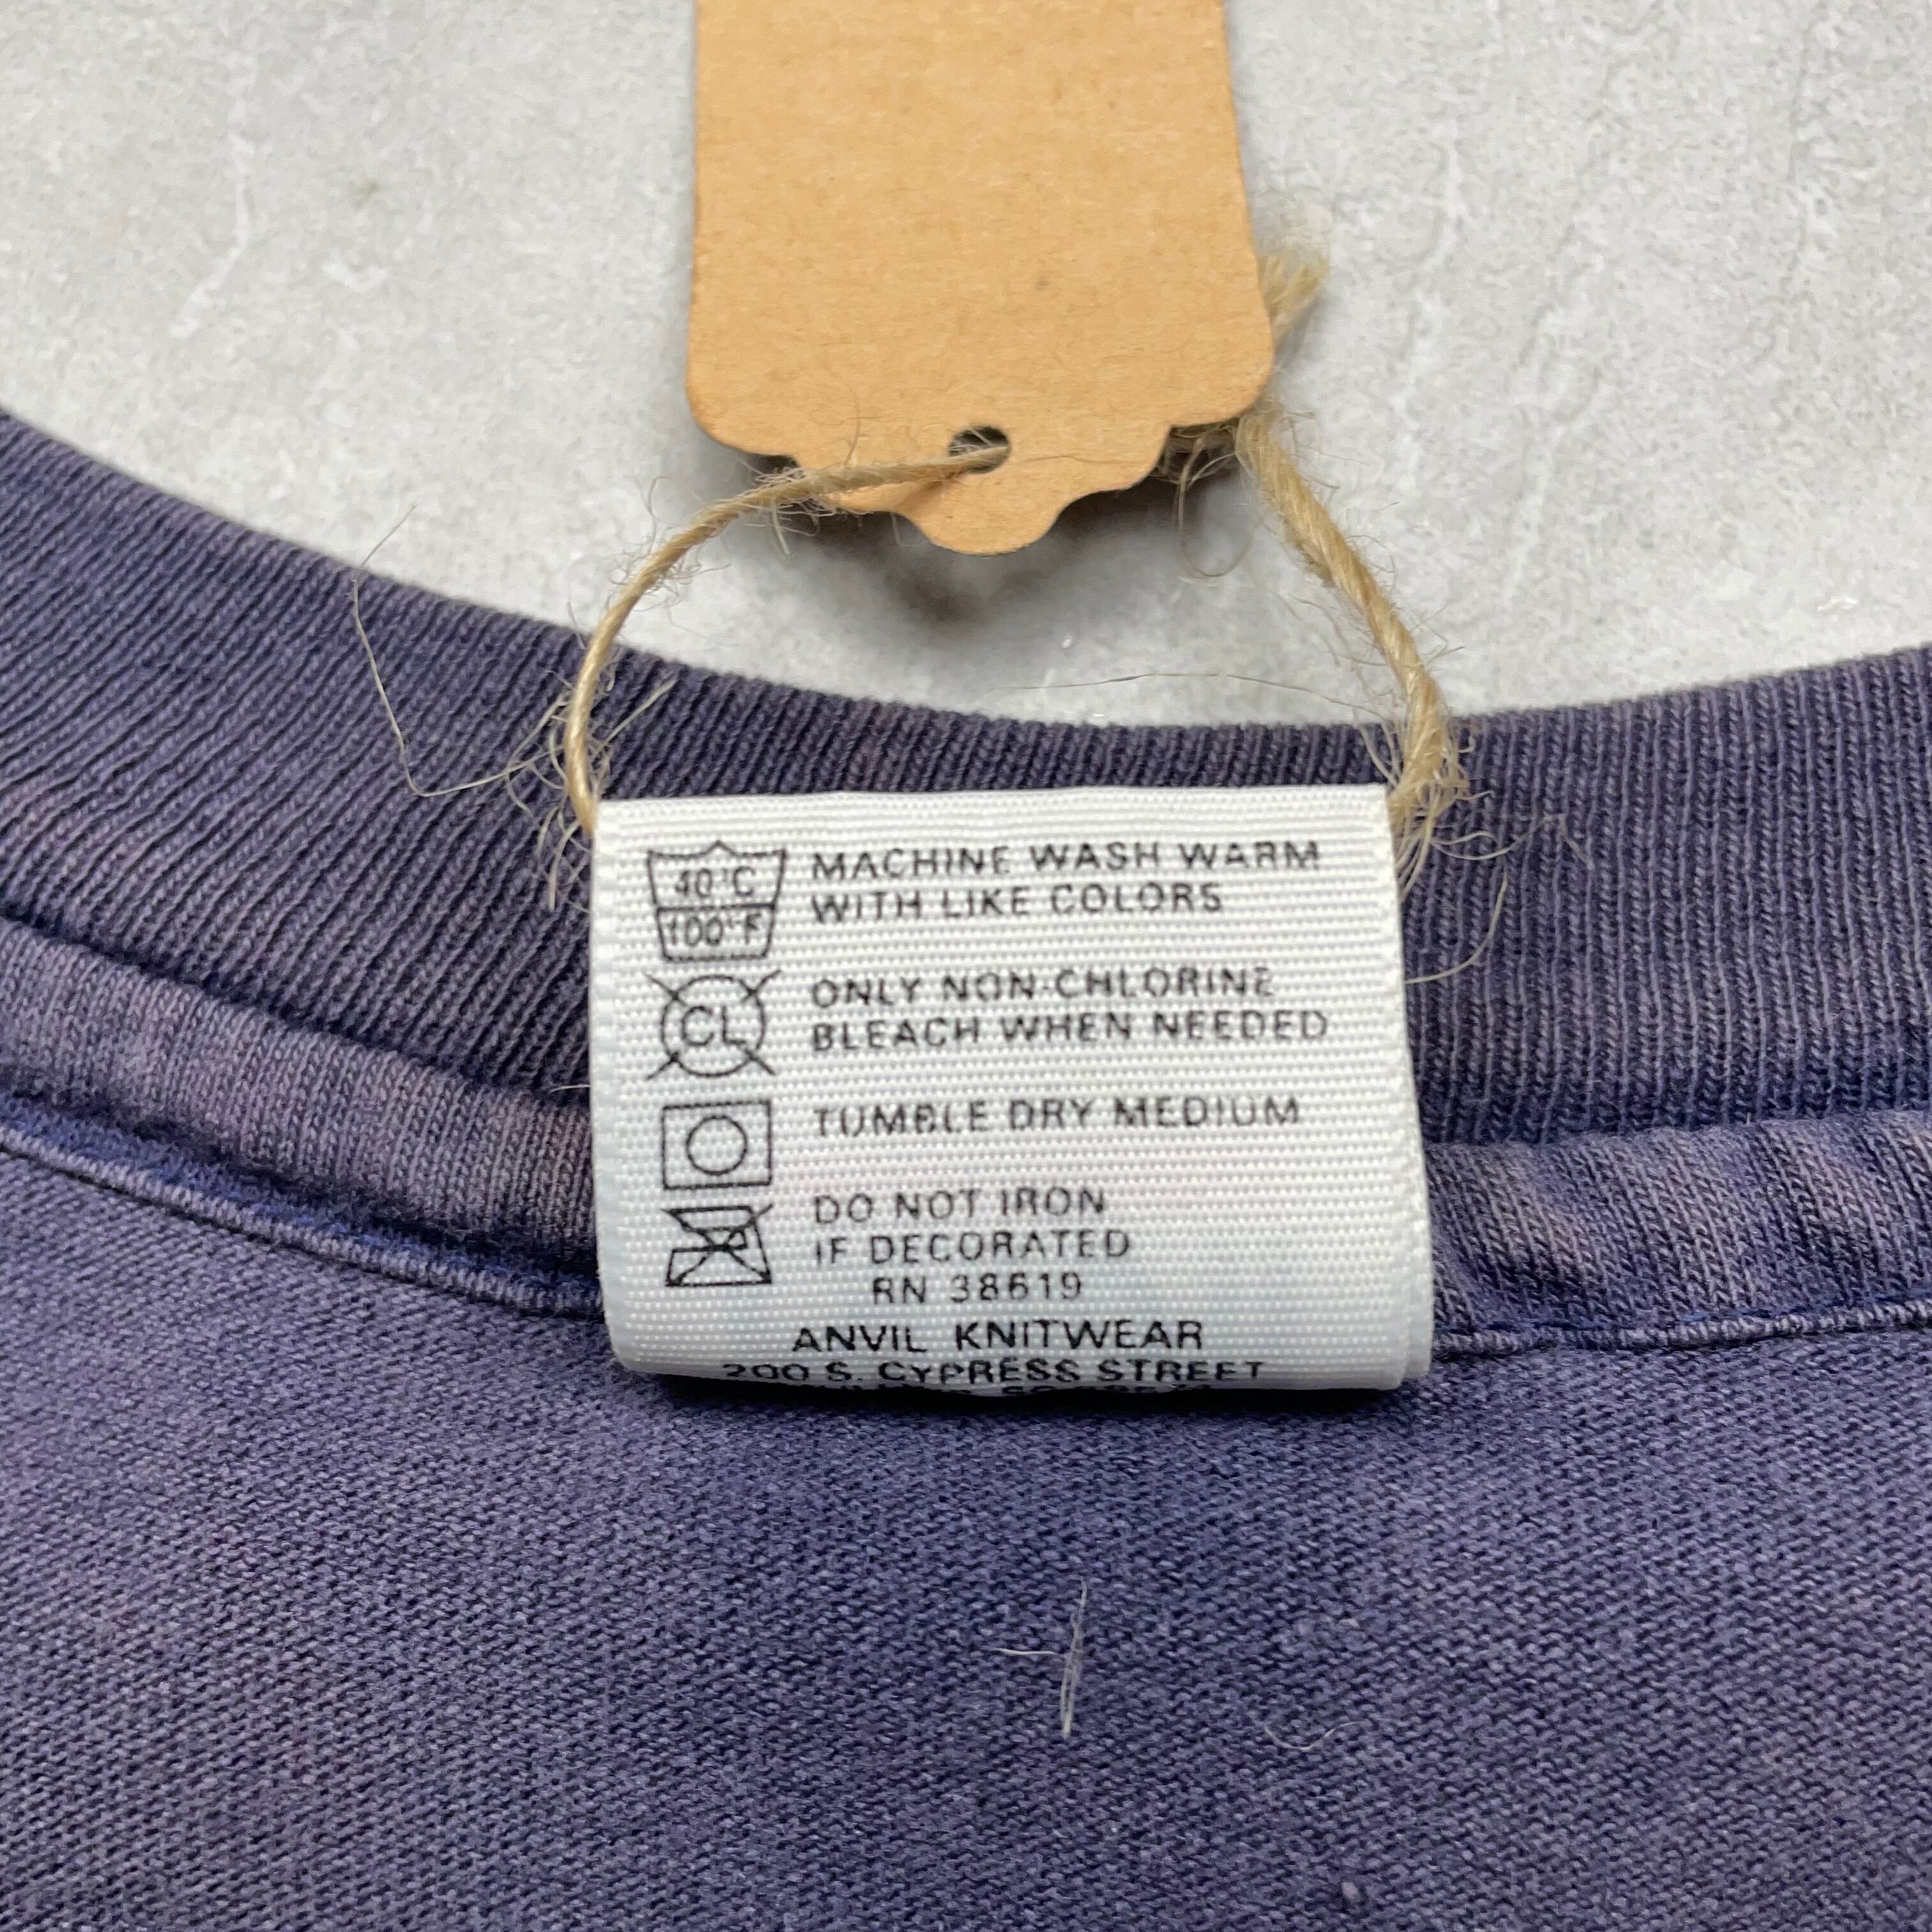 40°C
100°F
MACHINE WASH WARM
WITH LIKE COLORS
CL
ONLY NON-CHLORINE
BLEACH WHEN NEEDED
TUMBLE DRY MEDIUM
DO NOT IRON
IF DECORATED
RN 38619
ANVIL KNITWEAR
200 S. CYPRESS STREET